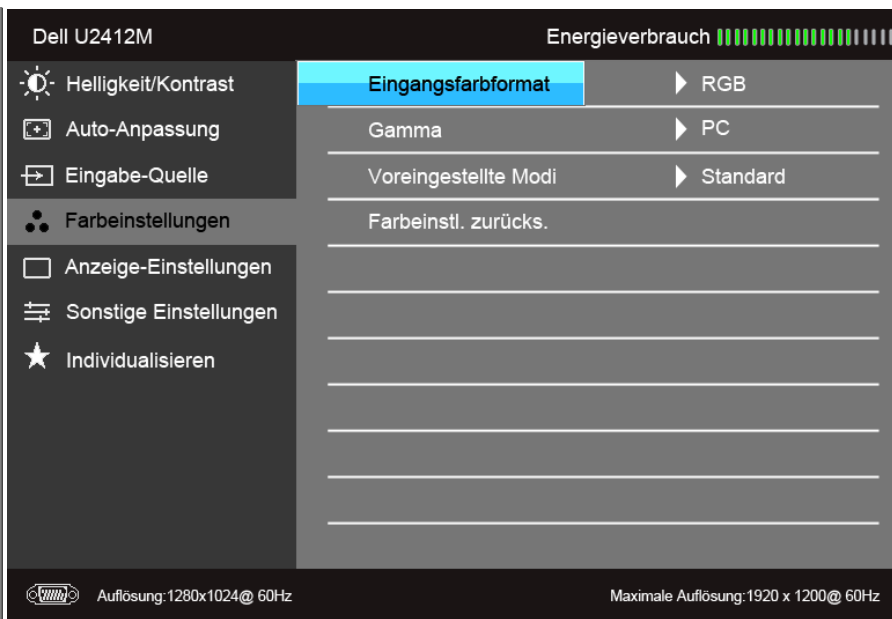 Dell U2412M Energieverbrauch
Helligkeit/Kontrast Eingangsfarbformat RGB
Auto-Anpassung Gamma PC
Eingabe-Quelle Voreingestellte Modi Standard
Farbeinstellungen Farbeinstl. zurücks.
Anzeige-Einstellungen
Sonstige Einstellungen
Individualisieren
Auflösung:1280x1024@ 60Hz Maximale Auflösung:1920 x 1200@ 60Hz